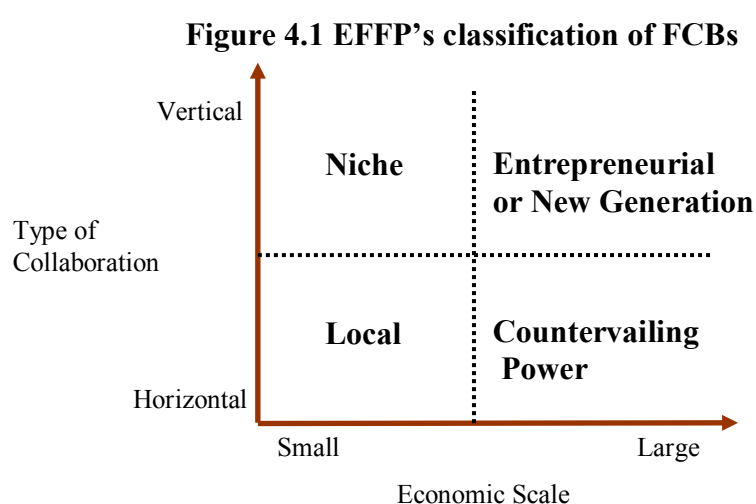 Figure 4.1 EFFP's classification of FCBs
Vertical
Niche
Entrepreneurial
or New Generation
Type of
Collaboration
Local
Countervailing
Power
Horizontal
Small
Large
Economic Scale